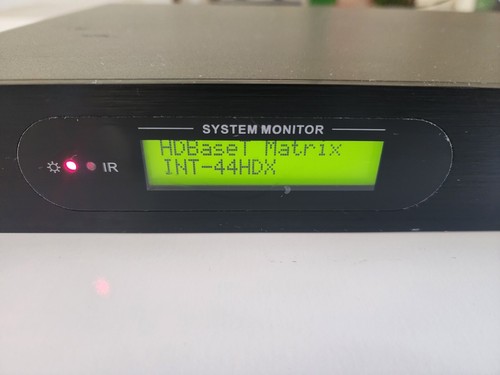 SYSTEM MONITOR
HDBaseT Matrix
INT-44HDX
IR